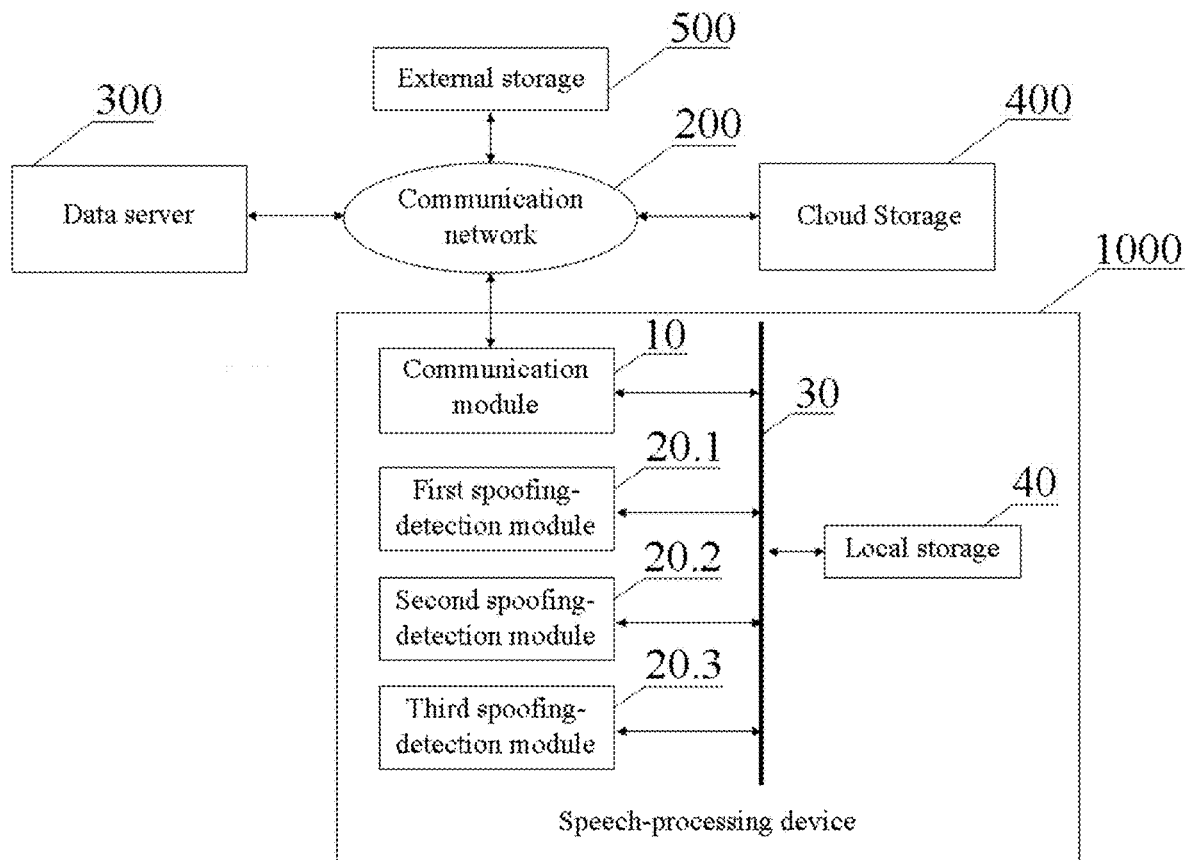 500
External storage
300
200
400
Data server
Communication
network
Cloud Storage
1000
10
Communication
module
30
20.1
First spoofing-
detection module
40
Local storage
20.2
Second spoofing-
detection module
20.3
Third spoofing-
detection module
Speech-processing device